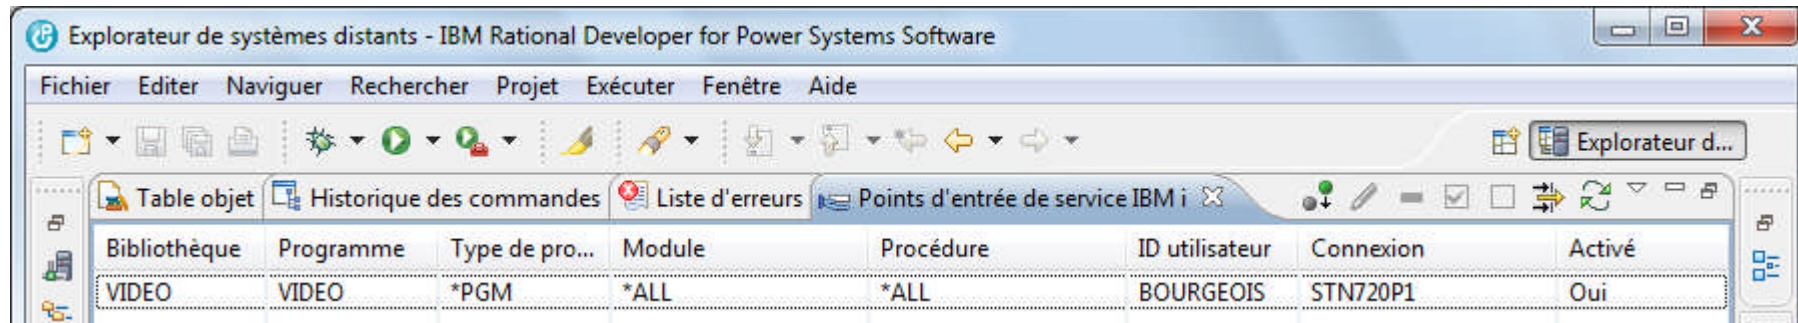 Explorateur de systèmes distants - IBM Rational Developer for Power Systems Software
Fichier Editer Naviguer Rechercher Projet Exécuter Fenêtre Aide
Explorateur d...
Table objet Historique des commandes Liste d'erreurs Points d'entrée de service IBM i
Bibliothèque Programme Type de pro... Module Procédure ID utilisateur Connexion Activé
VIDEO VIDEO *PGM *ALL *ALL BOURGEOIS STN720P1 Oui